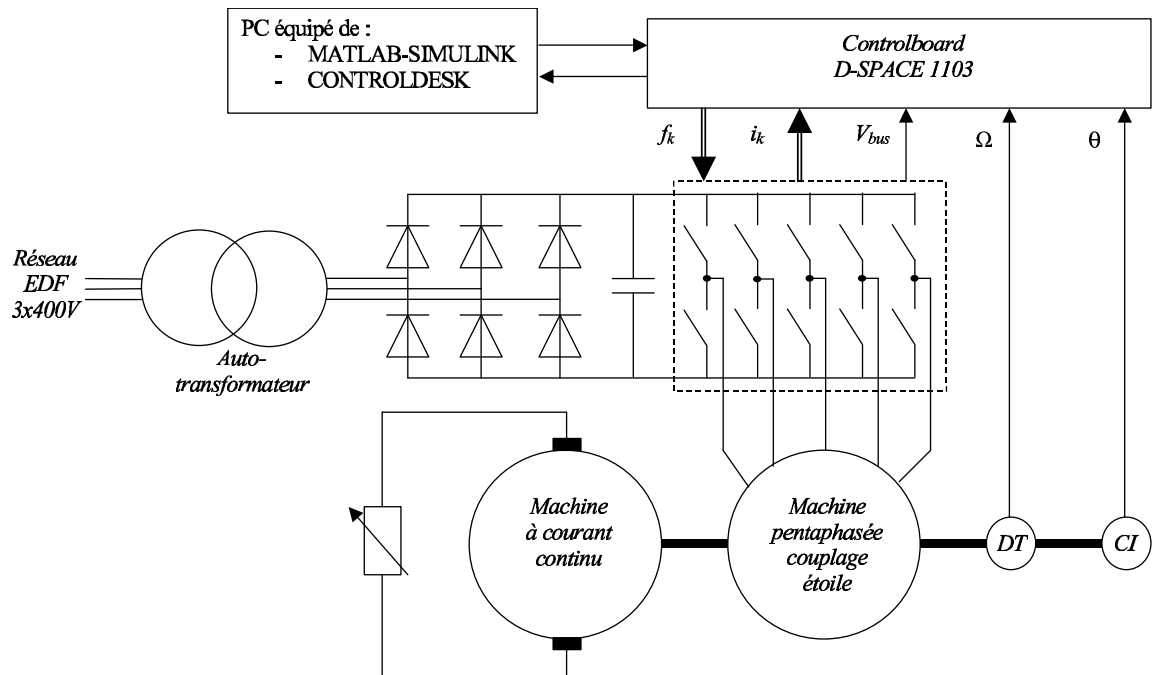 PC équipé de :
- MATLAB-SIMULINK
- CONTROLDESK
Controlboard
D-SPACE 1103
f_k
i_k
V_bus
Ω
θ
Réseau
EDF
3x400V
Auto-
transformateur
Machine
à courant
continu
Machine
pentaphasée
couplage
étoile
DT
CI